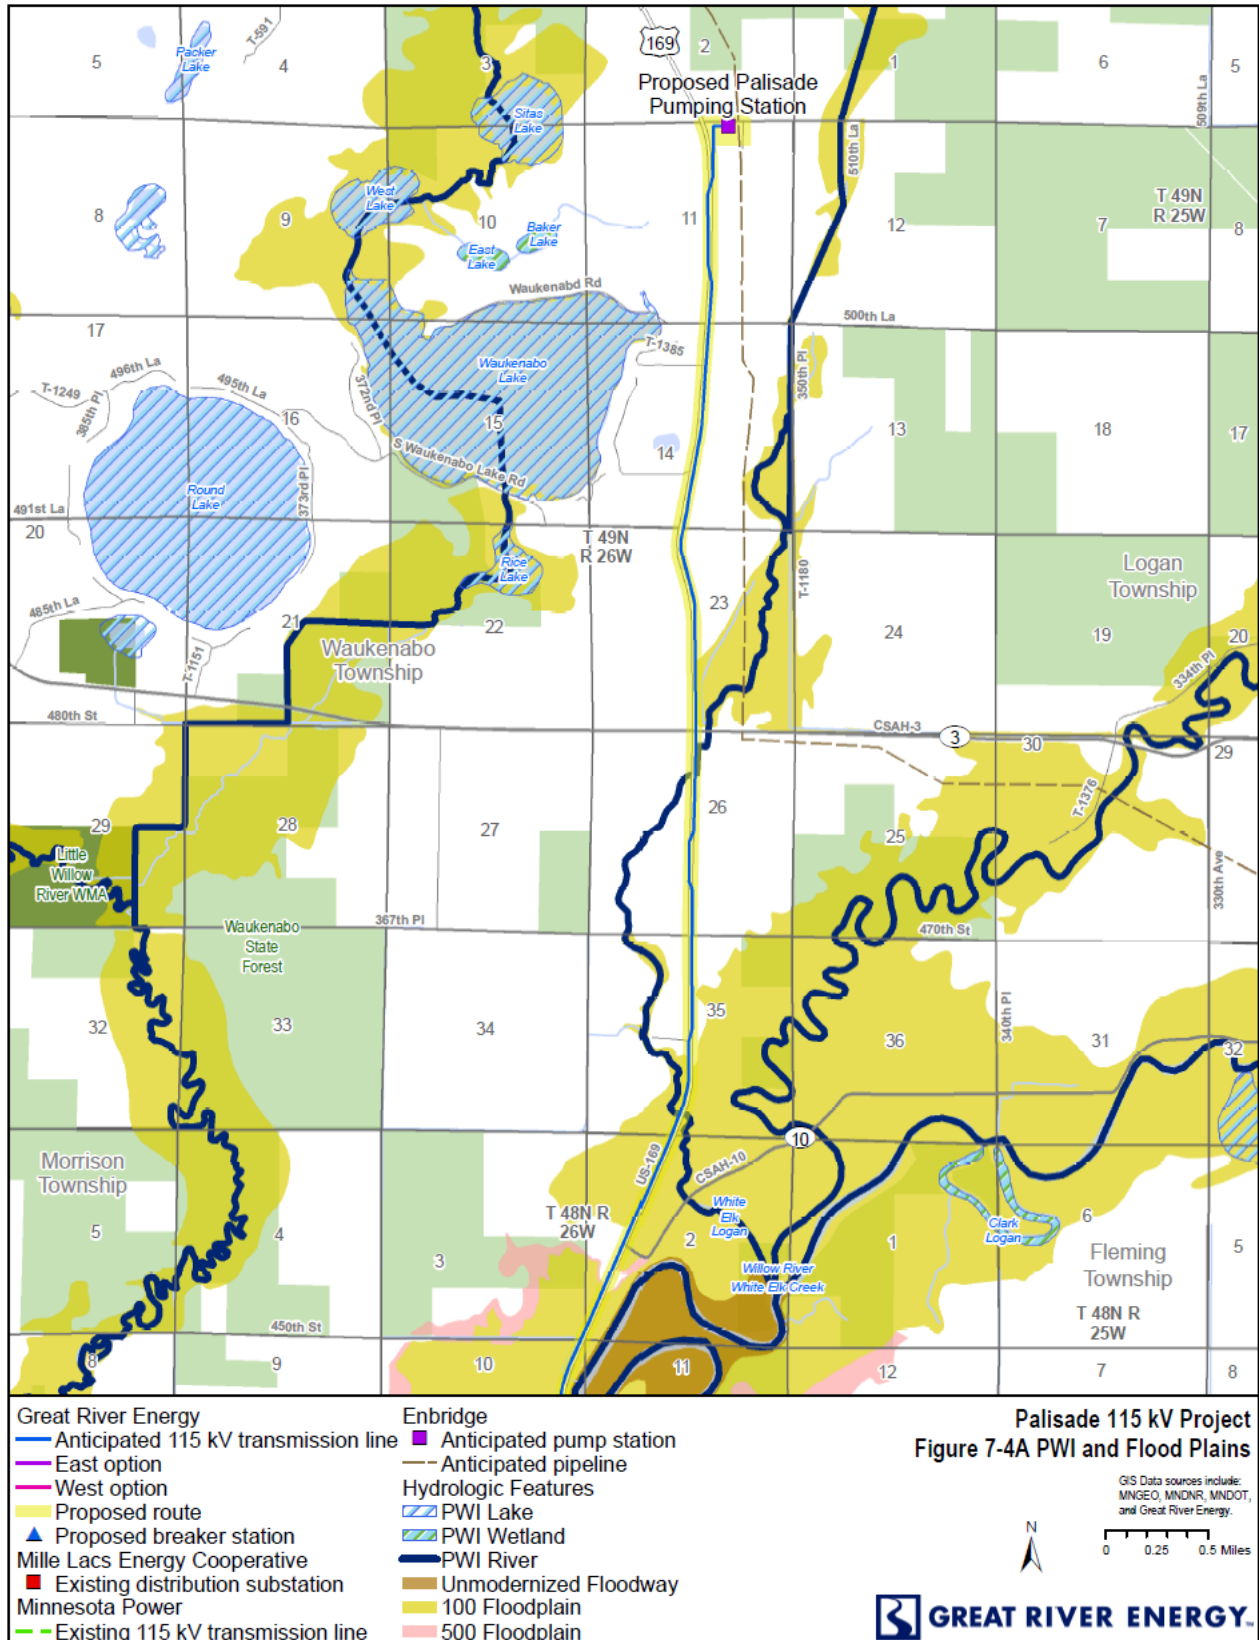 5
Packer
Lake
T-591
4
3
169
2
1
6
5
Proposed Palisade
Pumping Station
Sitas
Lake
510th La
509th La
West
Lake
8
9
10
11
12
7
8
T 49N
R 25W
East
Lake
Baker
Lake
Waukenabd Rd
500th La
17
T-1385
Waukenabo
Lake
350th Pl
496th La
495th La
T-1249
385th Pl
372nd Pl
16
15
14
13
18
17
S Waukenabo Lake Rd
Round
Lake
373rd Pl
491st La
20
T 49N
R 26W
Rice
Lake
T-1180
Logan
Township
485th La
21
22
23
24
19
20
Waukenabo
Township
T-1151
334th Pl
480th St
CSAH-3
3
30
29
T-1376
29
28
27
26
25
Little
Willow
River WMA
330th Ave
367th Pl
470th St
Waukenabo
State
Forest
32
33
34
35
36
340th Pl
31
32
10
Morrison
Township
US-169
CSAH-10
T 48N R
26W
White
Elk
Logan
Clark
Logan
5
4
3
2
1
6
5
Fleming
Township
Willow River
White Elk Creek
T 48N R
25W
450th St
8
9
10
11
12
7
8
Great River Energy
Anticipated 115 kV transmission line
East option
West option
Proposed route
Proposed breaker station
Mille Lacs Energy Cooperative
Existing distribution substation
Minnesota Power
Existing 115 kV transmission line
Enbridge
Anticipated pump station
Anticipated pipeline
Hydrologic Features
PWI Lake
PWI Wetland
PWI River
Unmodernized Floodway
100 Floodplain
500 Floodplain
Palisade 115 kV Project
Figure 7-4A PWI and Flood Plains
GIS Data sources include:
MNGEO, MNDNR, MNDOT,
and Great River Energy.
N
0 0.25 0.5 Miles
GREAT RIVER ENERGY